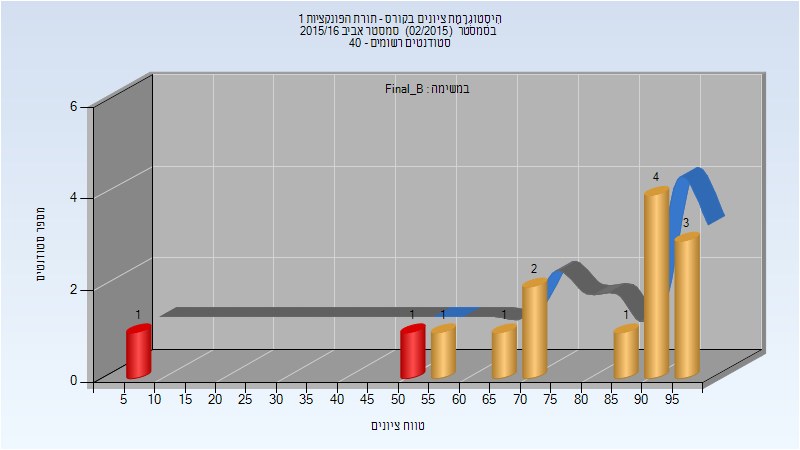 היסטוגרמת ציונים בקורס - תורת הפונקציות 1
בסמסטר (02/2015) סמסטר אביב 2015/16
סטודנטים רשומים - 40
במשימה : Final_B
מספר סטודנטים
6
4
2
0
1
1
1
1
2
1
4
3
5 10 15 20 25 30 35 40 45 50 55 60 65 70 75 80 85 90 95
טווח ציונים